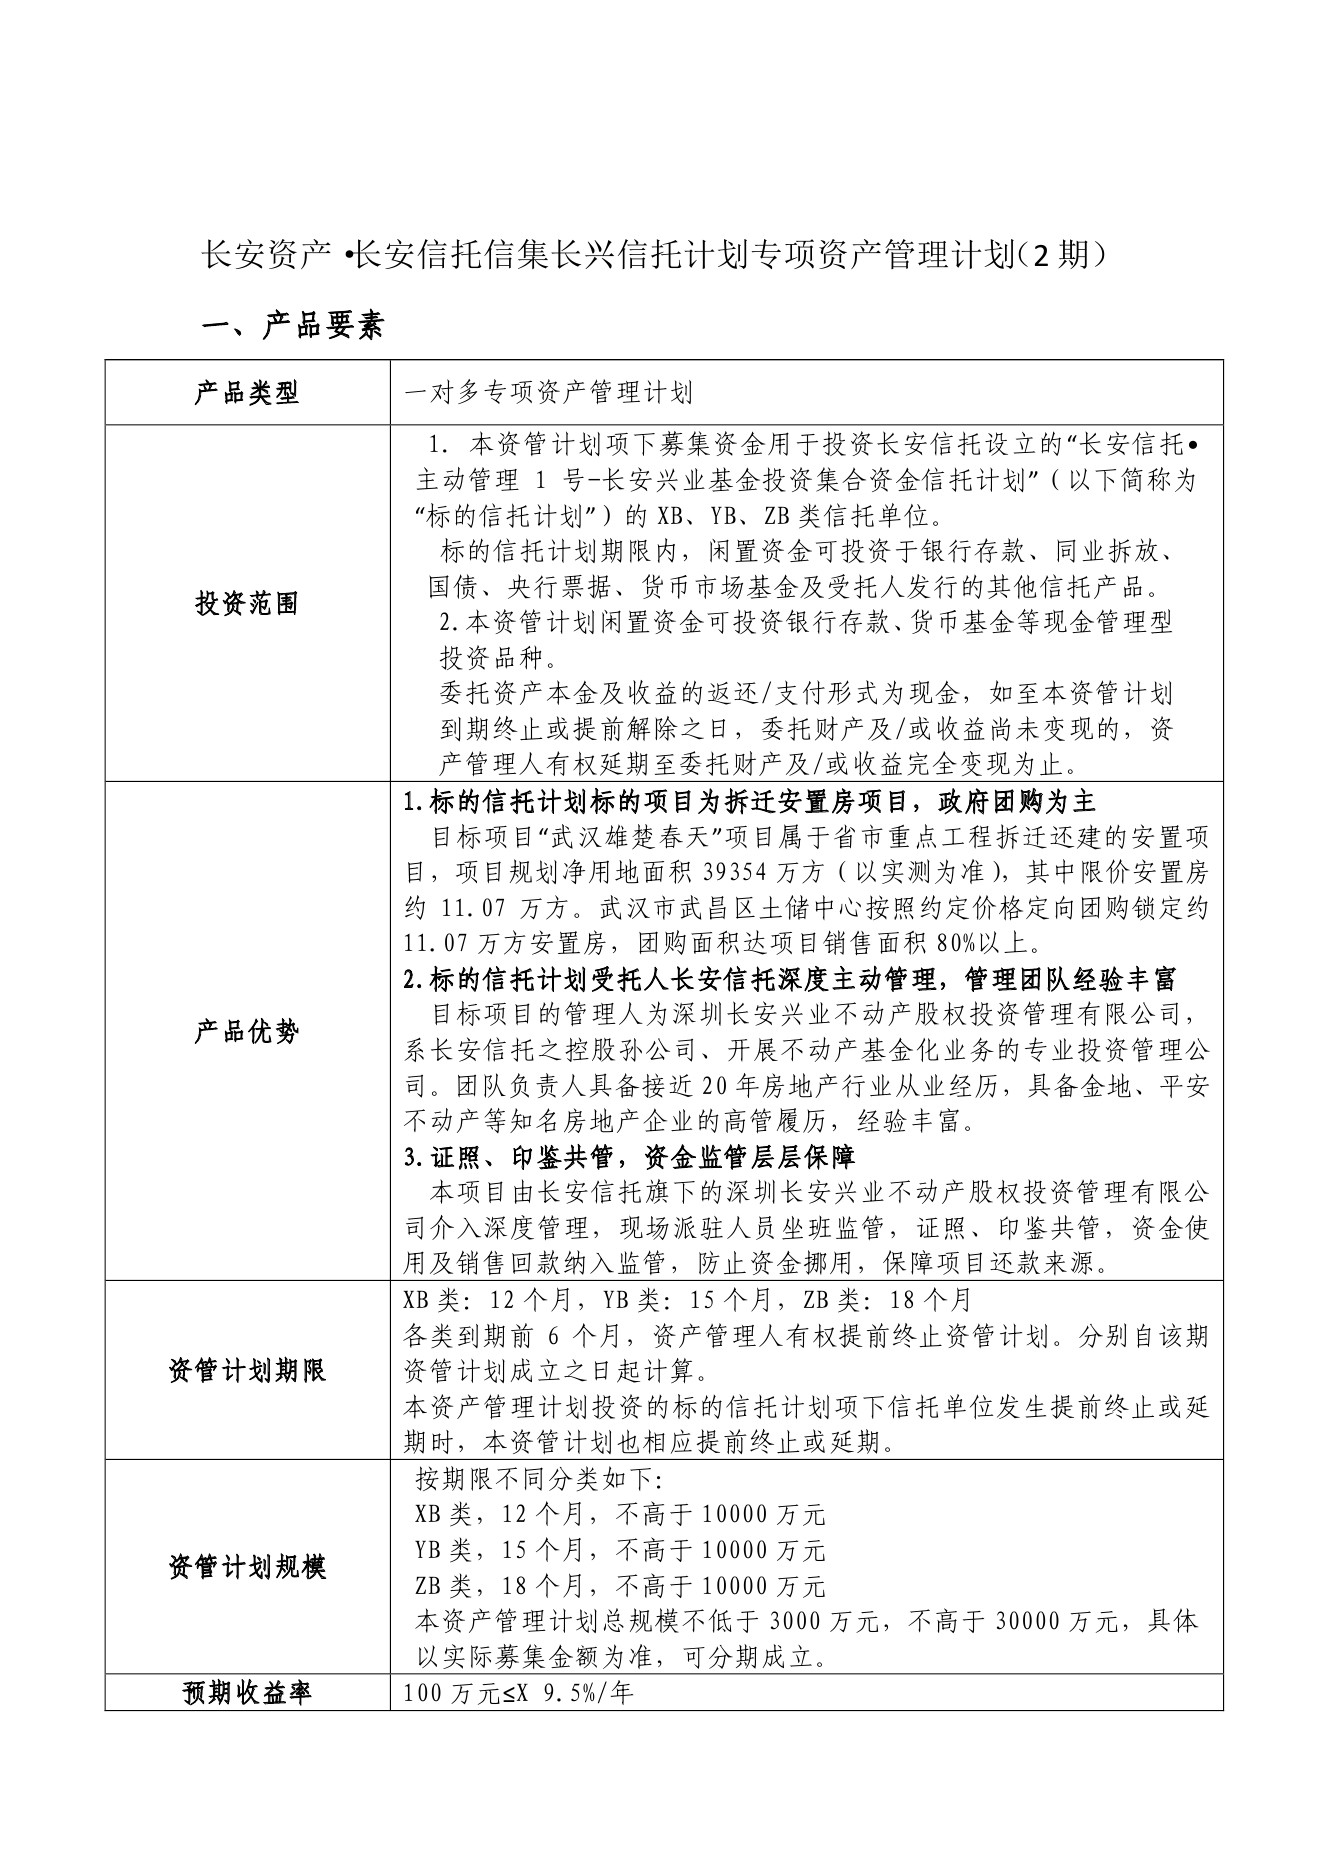 长安资产·长安信托信集长兴信托计划专项资产管理计划（2期）
一、产品要素
产品类型
一对多专项资产管理计划
投资范围
1. 本资管计划项下募集资金用于投资长安信托设立的“长安信托•
主动管理 1 号-长安兴业基金投资集合资金信托计划”（以下简称为
“标的信托计划”）的 XB、YB、ZB 类信托单位。
标的信托计划期限内，闲置资金可投资于银行存款、同业拆放、
国债、央行票据、货币市场基金及受托人发行的其他信托产品。
2.本资管计划闲置资金可投资银行存款、货币基金等现金管理型
投资品种。
委托资产本金及收益的返还/支付形式为现金，如至本资管计划
到期终止或提前解除之日，委托财产及/或收益尚未变现的，资
产管理人有权延期至委托财产及/或收益完全变现为止。
产品优势
1.标的信托计划标的项目为拆迁安置房项目，政府团购为主
目标项目“武汉雄楚春天”项目属于省市重点工程拆迁还建的安置项
目，项目规划净用地面积 39354 万方（以实测为准），其中限价安置房
约 11.07 万方。武汉市武昌区土储中心按照约定价格定向团购锁定约
11.07 万方安置房，团购面积达项目销售面积 80%以上。
2.标的信托计划受托人长安信托深度主动管理，管理团队经验丰富
目标项目的管理人为深圳长安兴业不动产股权投资管理有限公司，
系长安信托之控股孙公司、开展不动产基金化业务的专业投资管理公
司。团队负责人具备接近 20 年房地产行业从业经历，具备金地、平安
不动产等知名房地产企业的高管履历，经验丰富。
3.证照、印鉴共管，资金监管层层保障
本项目由长安信托旗下的深圳长安兴业不动产股权投资管理有限公
司介入深度管理，现场派驻人员坐班监管，证照、印鉴共管，资金使
用及销售回款纳入监管，防止资金挪用，保障项目还款来源。
资管计划期限
XB 类：12 个月，YB 类：15 个月，ZB 类：18 个月
各类到期前 6 个月，资产管理人有权提前终止资管计划。分别自该期
资管计划成立之日起计算。
本资产管理计划投资的标的信托计划项下信托单位发生提前终止或延
期时，本资管计划也相应提前终止或延期。
资管计划规模
按期限不同分类如下：
XB 类，12 个月，不高于 10000 万元
YB 类，15 个月，不高于 10000 万元
ZB 类，18 个月，不高于 10000 万元
本资产管理计划总规模不低于 3000 万元，不高于 30000 万元，具体
以实际募集金额为准，可分期成立。
预期收益率
100 万元≤X 9.5%/年